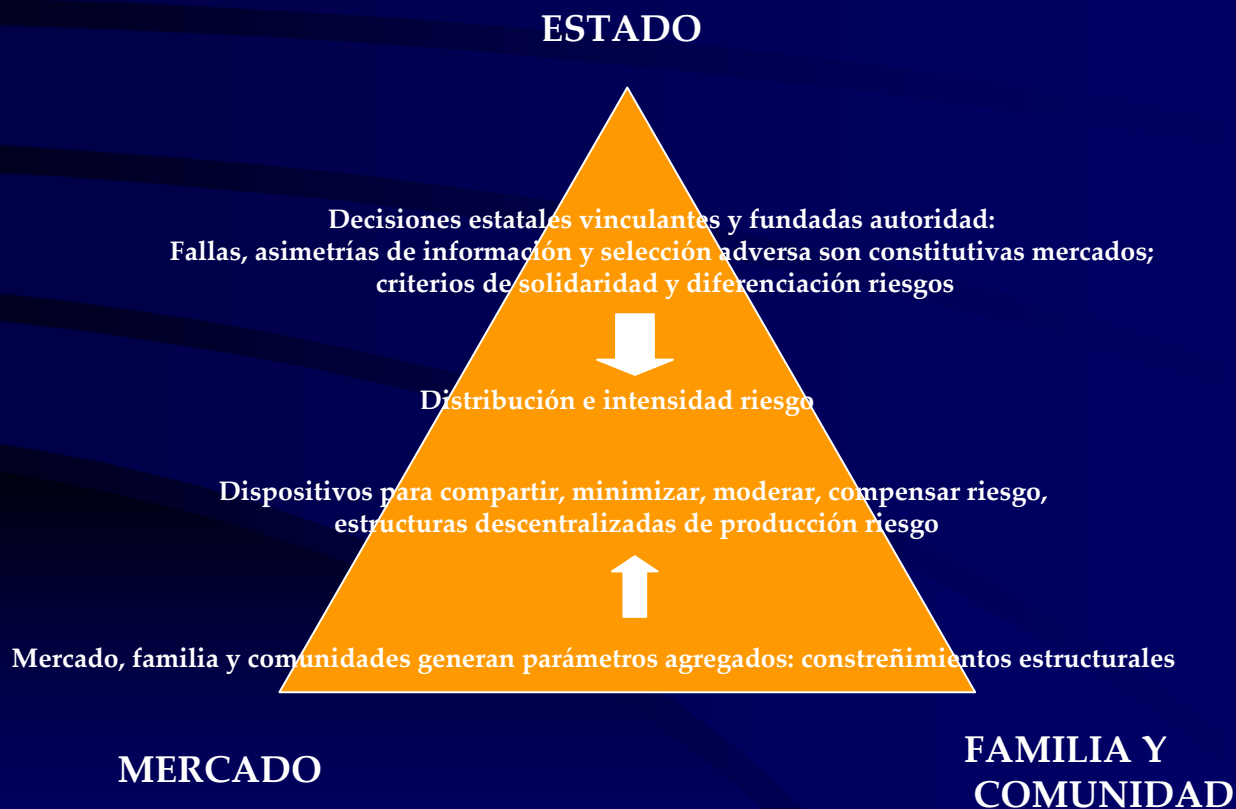 ESTADO
Decisiones estatales vinculantes y fundadas autoridad:
Fallas, asimetrías de información y selección adversa son constitutivas mercados;
criterios de solidaridad y diferenciación riesgos
Distribución e intensidad riesgo
Dispositivos para compartir, minimizar, moderar, compensar riesgo,
estructuras descentralizadas de producción riesgo
Mercado, familia y comunidades generan parámetros agregados: constreñimientos estructurales
MERCADO
FAMILIA Y
COMUNIDAD